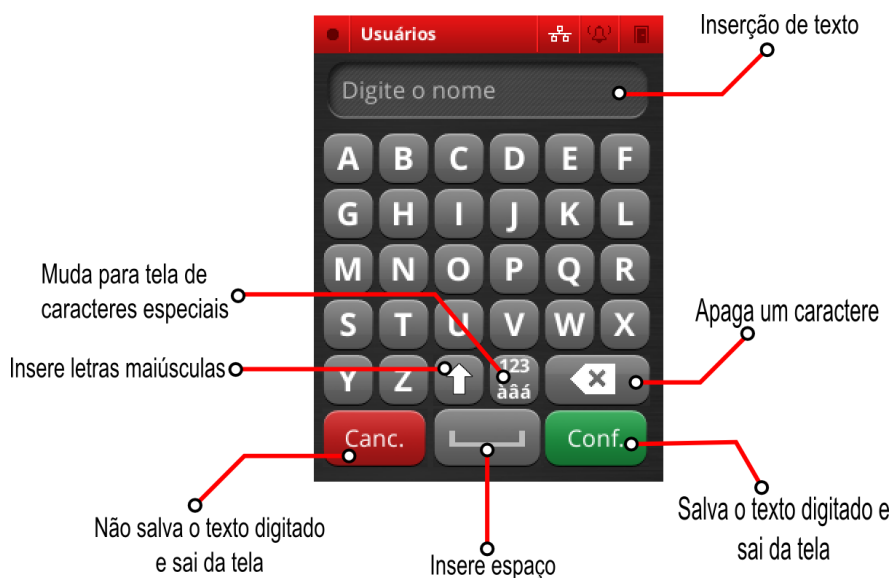 Usuários
Inserção de texto
Digite o nome
A B C D E F
G H I J K L
M N O P Q R
Muda para tela de
caracteres especiais
S T U V W X
Apaga um caractere
Insere letras maiúsculas
Y Z 123
àâá
Canc. Conf.
Não salva o texto digitado
e sai da tela
Insere espaço
Salva o texto digitado e
sai da tela